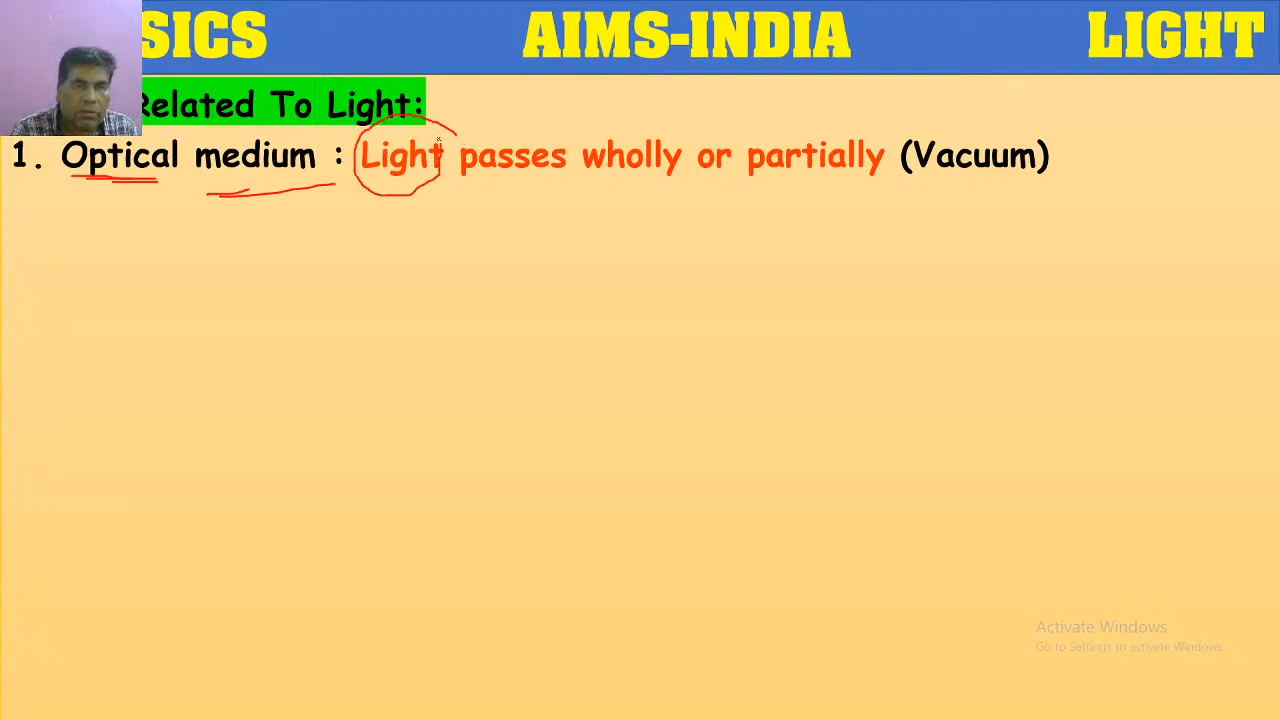 SICS AIMS-INDIA LIGHT
Related To Light:
1. Optical medium : Light passes wholly or partially (Vacuum)
Activate Windows
Go to Settings to activate Windows.